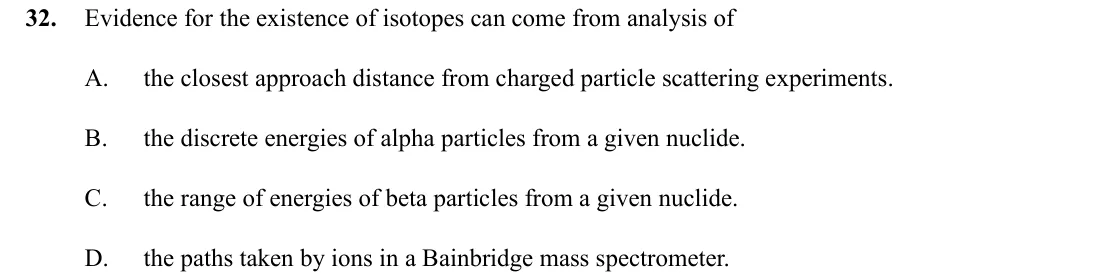 32. Evidence for the existence of isotopes can come from analysis of
A. the closest approach distance from charged particle scattering experiments.
B. the discrete energies of alpha particles from a given nuclide.
C. the range of energies of beta particles from a given nuclide.
D. the paths taken by ions in a Bainbridge mass spectrometer.